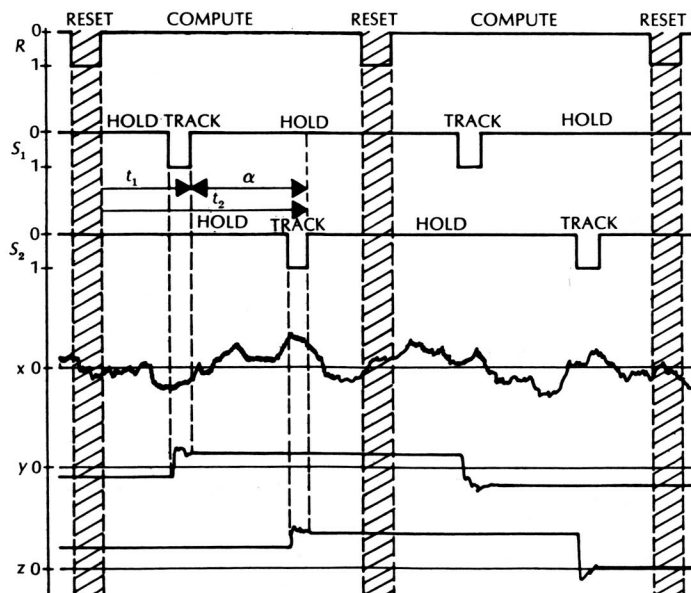 RESET COMPUTE RESET COMPUTE RESET
R 0
1
HOLD TRACK HOLD TRACK HOLD
S₁ 0
1
t₁ α
t₂
HOLD TRACK HOLD TRACK
S₂ 0
1
x 0
y 0
z 0